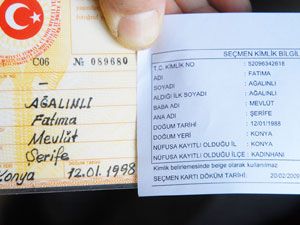 C06 № 089680
AĞALINLI
Fatıma
Mevlüt
Şerife
Konya 12.01.1998
SEÇMEN KİMLİK BİLGİL
T.C. KİMLİK NO : 52096342618
ADI : FATIMA
SOYADI : AĞALINLI
ALDIĞI İLK SOYADI : AĞALINLI
BABA ADI : MEVLÜT
ANA ADI : ŞERİFE
DOĞUM TARİHİ : 12/01/1988
DOĞUM YERİ : KONYA
NÜFUSA KAYITLI OLDUĞU İL : KONYA
NÜFUSA KAYITLI OLDUĞU İLÇE : KADINHANI
Kimlik belirlemesinde belge olarak kullanılmaz
SEÇMEN KARTI DÖKÜM TARİHİ: 20/02/2009